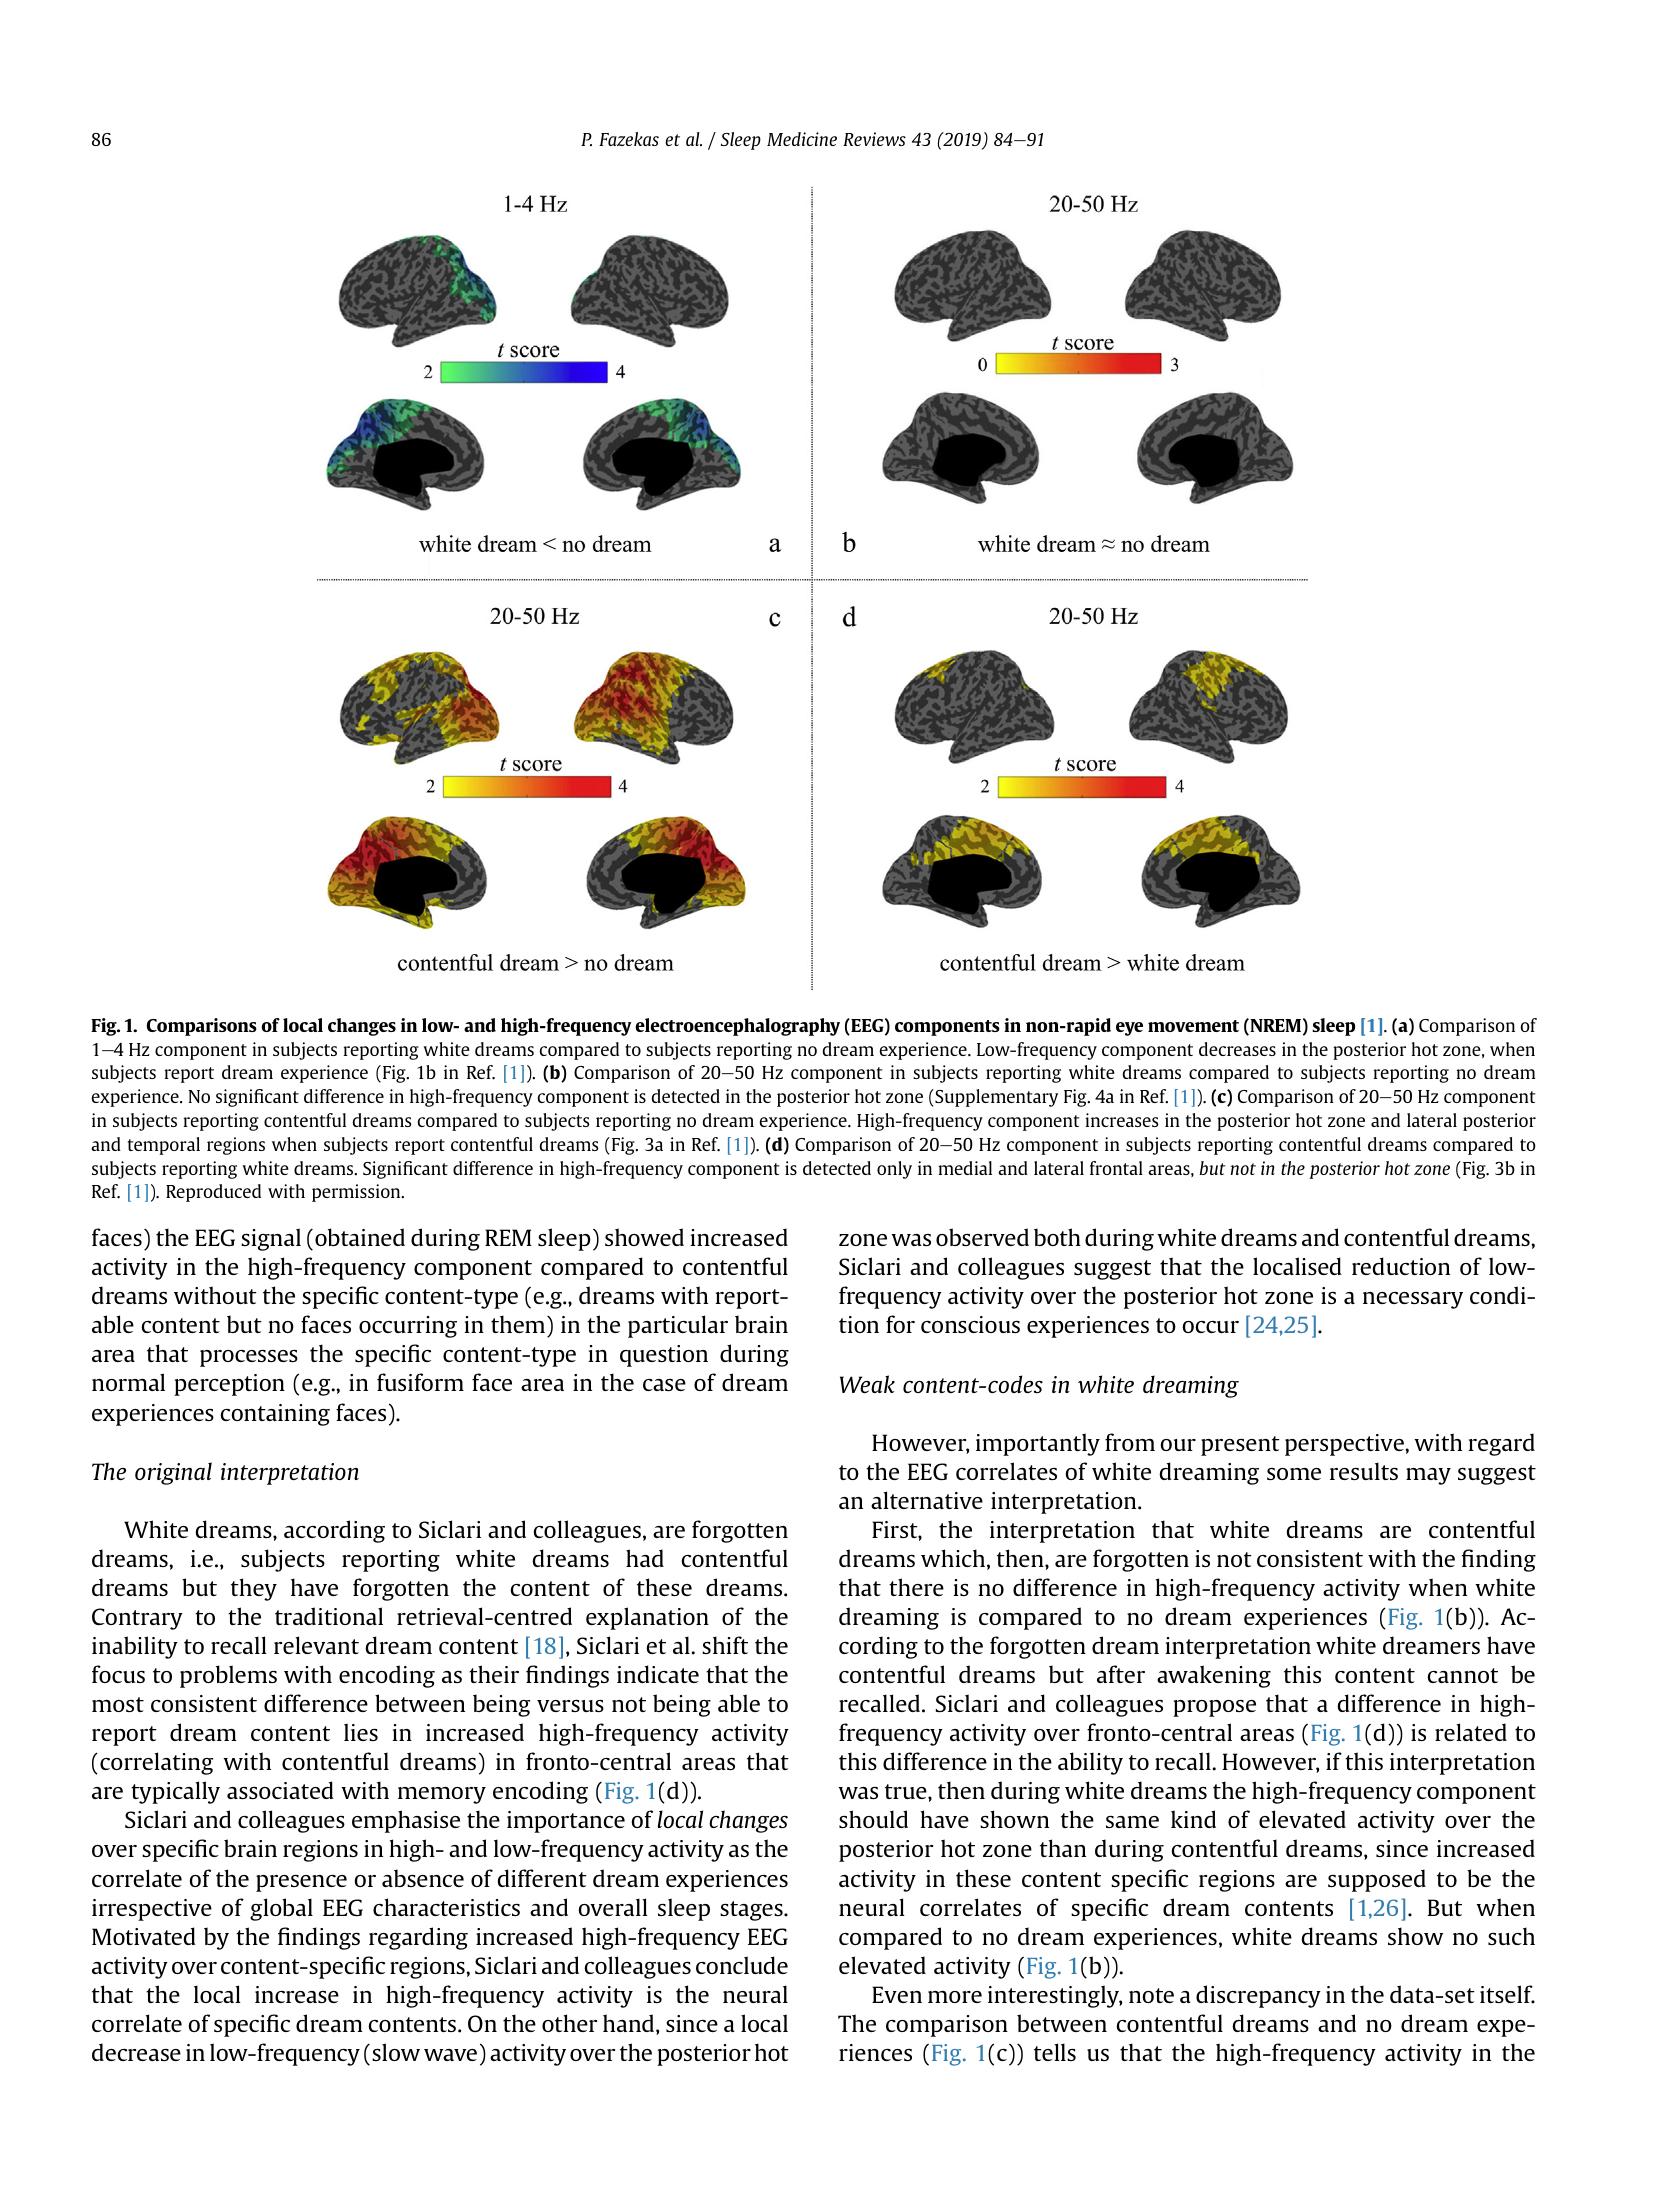 86
P. Fazekas et al. / Sleep Medicine Reviews 43 (2019) 84–91
1-4 Hz
t score
2
4
white dream < no dream
a
20-50 Hz
t score
0
3
b
white dream ≈ no dream
20-50 Hz
c
t score
2
4
contentful dream > no dream
d
20-50 Hz
t score
2
4
contentful dream > white dream
Fig. 1. Comparisons of local changes in low- and high-frequency electroencephalography (EEG) components in non-rapid eye movement (NREM) sleep [1]. (a) Comparison of
1–4 Hz component in subjects reporting white dreams compared to subjects reporting no dream experience. Low-frequency component decreases in the posterior hot zone, when
subjects report dream experience (Fig. 1b in Ref. [1]). (b) Comparison of 20–50 Hz component in subjects reporting white dreams compared to subjects reporting no dream
experience. No significant difference in high-frequency component is detected in the posterior hot zone (Supplementary Fig. 4a in Ref. [1]). (c) Comparison of 20–50 Hz component
in subjects reporting contentful dreams compared to subjects reporting no dream experience. High-frequency component increases in the posterior hot zone and lateral posterior
and temporal regions when subjects report contentful dreams (Fig. 3a in Ref. [1]). (d) Comparison of 20–50 Hz component in subjects reporting contentful dreams compared to
subjects reporting white dreams. Significant difference in high-frequency component is detected only in medial and lateral frontal areas, but not in the posterior hot zone (Fig. 3b in
Ref. [1]). Reproduced with permission.
faces) the EEG signal (obtained during REM sleep) showed increased
activity in the high-frequency component compared to contentful
dreams without the specific content-type (e.g., dreams with report-
able content but no faces occurring in them) in the particular brain
area that processes the specific content-type in question during
normal perception (e.g., in fusiform face area in the case of dream
experiences containing faces).
The original interpretation
White dreams, according to Siclari and colleagues, are forgotten
dreams, i.e., subjects reporting white dreams had contentful
dreams but they have forgotten the content of these dreams.
Contrary to the traditional retrieval-centred explanation of the
inability to recall relevant dream content [18], Siclari et al. shift the
focus to problems with encoding as their findings indicate that the
most consistent difference between being versus not being able to
report dream content lies in increased high-frequency activity
(correlating with contentful dreams) in fronto-central areas that
are typically associated with memory encoding (Fig. 1(d)).
Siclari and colleagues emphasise the importance of local changes
over specific brain regions in high- and low-frequency activity as the
correlate of the presence or absence of different dream experiences
irrespective of global EEG characteristics and overall sleep stages.
Motivated by the findings regarding increased high-frequency EEG
activity over content-specific regions, Siclari and colleagues conclude
that the local increase in high-frequency activity is the neural
correlate of specific dream contents. On the other hand, since a local
decrease in low-frequency (slow wave) activity over the posterior hot
zone was observed both during white dreams and contentful dreams,
Siclari and colleagues suggest that the localised reduction of low-
frequency activity over the posterior hot zone is a necessary condi-
tion for conscious experiences to occur [24,25].
Weak content-codes in white dreaming
However, importantly from our present perspective, with regard
to the EEG correlates of white dreaming some results may suggest
an alternative interpretation.
First, the interpretation that white dreams are contentful
dreams which, then, are forgotten is not consistent with the finding
that there is no difference in high-frequency activity when white
dreaming is compared to no dream experiences (Fig. 1(b)). Ac-
cording to the forgotten dream interpretation white dreamers have
contentful dreams but after awakening this content cannot be
recalled. Siclari and colleagues propose that a difference in high-
frequency activity over fronto-central areas (Fig. 1(d)) is related to
this difference in the ability to recall. However, if this interpretation
was true, then during white dreams the high-frequency component
should have shown the same kind of elevated activity over the
posterior hot zone than during contentful dreams, since increased
activity in these content specific regions are supposed to be the
neural correlates of specific dream contents [1,26]. But when
compared to no dream experiences, white dreams show no such
elevated activity (Fig. 1(b)).
Even more interestingly, note a discrepancy in the data-set itself.
The comparison between contentful dreams and no dream expe-
riences (Fig. 1(c)) tells us that the high-frequency activity in the